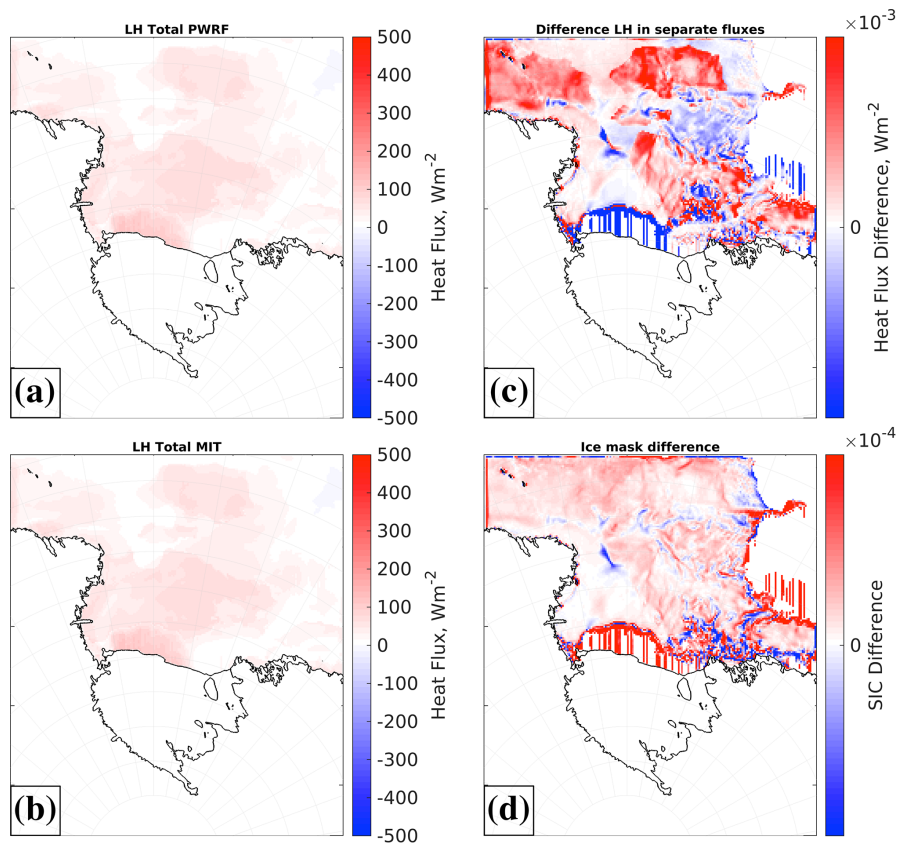 LH Total PWRF
500
400
300
200
100
0
-100
-200
-300
-400
-500
Heat Flux, Wm-2
(a)
Difference LH in separate fluxes
×10-3
0
Heat Flux Difference, Wm-2
(c)
LH Total MIT
500
400
300
200
100
0
-100
-200
-300
-400
-500
Heat Flux, Wm-2
(b)
Ice mask difference
×10-4
0
SIC Difference
(d)